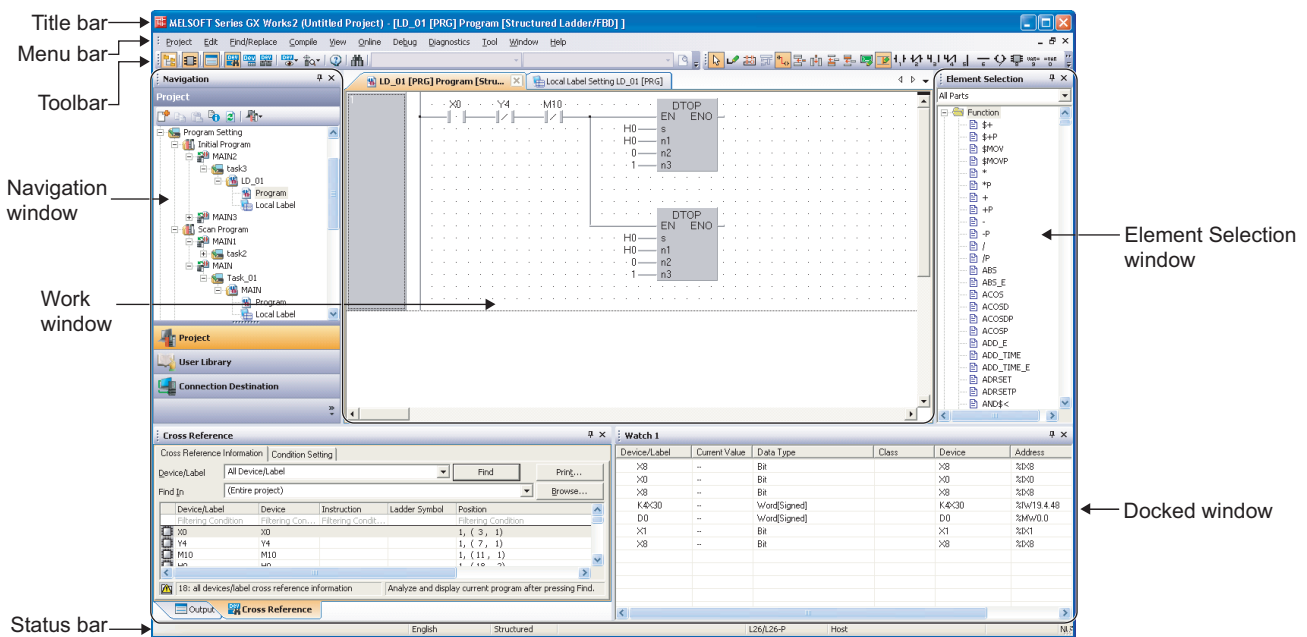 Title bar
MELSOFT Series GX Works2 (Untitled Project) - [LD_01 [PRG] Program [Structured Ladder/FBD] ]
Menu bar
Project Edit Find/Replace Compile View Online Debug Diagnostics Tool Window Help
Toolbar
Navigation
Project
Program Setting
Initial Program
MAIN2
task3
LD_01
Program
Local Label
MAIN3
Scan Program
MAIN1
task2
MAIN
Task_01
MAIN
Program
Local Label
Project
User Library
Connection Destination
Navigation window
LD_01 [PRG] Program [Stru...
Local Label Setting LD_01 [PRG]
1
X0 Y4 M10
DTOP
EN ENO
H0 s
H0 n1
0 n2
1 n3
DTOP
EN ENO
H0 s
H0 n1
0 n2
1 n3
Work window
Element Selection
All Parts
Function
$+
$+P
$MOV
$MOVP
*
*P
+
+P
-
-P
/
/P
ABS
ABS_E
ACOS
ACOSD
ACOSDP
ACOSP
ADD_E
ADD_TIME
ADD_TIME_E
ADRSET
ADRSETP
AND$<
Element Selection window
Cross Reference
Cross Reference Information Condition Setting
Device/Label All Device/Label Find Print...
Find In (Entire project) Browse...
Device/Label Device Instruction Ladder Symbol Position
Filtering Condition Filtering Con... Filtering Condit... Filtering Condition
X0 X0 1, ( 3, 1)
Y4 Y4 1, ( 7, 1)
M10 M10 1, ( 11, 1)
H0 H0 1, ( 18, 2)
18: all devices/label cross reference information Analyze and display current program after pressing Find.
Output Cross Reference
Watch 1
Device/Label Current Value Data Type Class Device Address
X8 -- Bit X8 %IX8
X0 -- Bit X0 %IX0
X8 -- Bit X8 %IX8
K4X30 -- Word[Signed] K4X30 %IW19.4.48
D0 -- Word[Signed] D0 %MW0.0
X1 -- Bit X1 %IX1
X8 -- Bit X8 %IX8
Docked window
Status bar
English Structured L26/L26-P Host